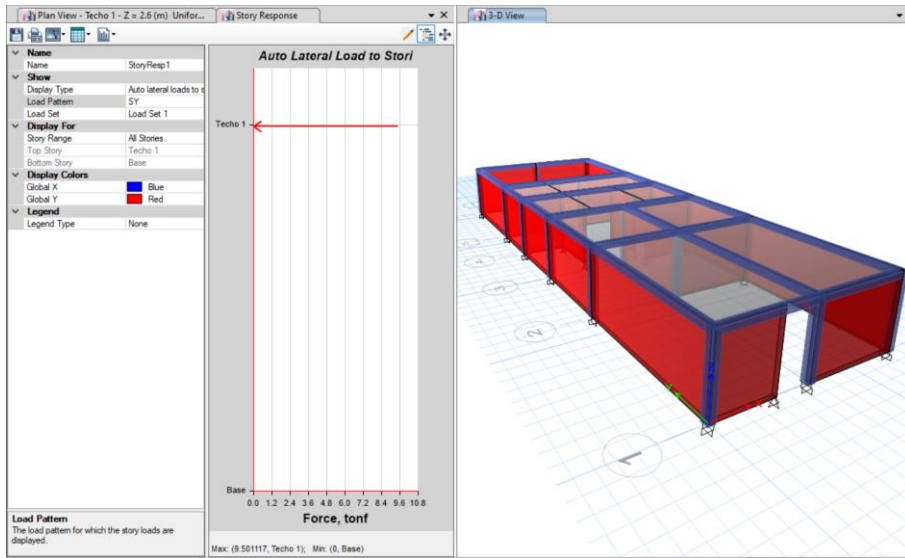 Plan View - Techo 1 - Z = 2.6 (m) Unifor...
Story Response
3-D View
Name
Name StoryResp1
Show
Display Type Auto lateral loads to s
Load Pattern SY
Load Set Load Set 1
Display For
Story Range All Stories
Top Story Techo 1
Bottom Story Base
Display Colors
Global X Blue
Global Y Red
Legend
Legend Type None
Load Pattern
The load pattern for which the story loads are
displayed.
Auto Lateral Load to Stori
Techo 1
Base
0.0 1.2 2.4 3.6 4.8 6.0 7.2 8.4 9.6 10.8
Force, tonf
Max: (9.501117, Techo 1); Min: (0, Base)
4
3
2
1